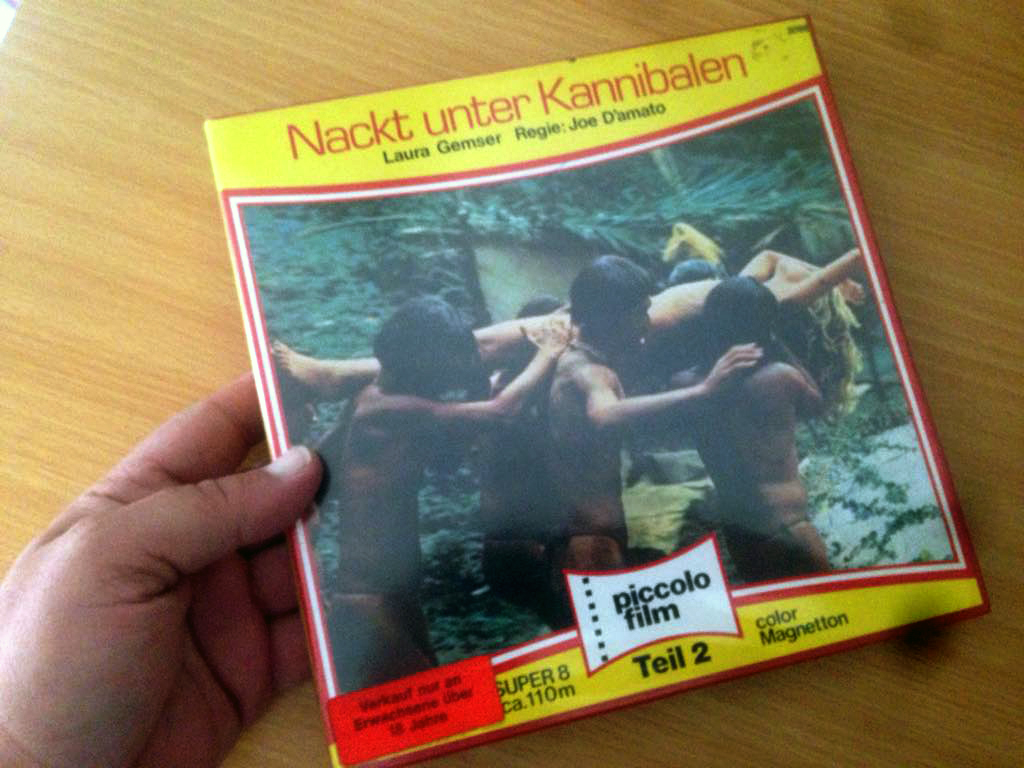 Nackt unter Kannibalen
Laura Gemser Regie: Joe D'amato
piccolo
film
Teil 2
color
Magnetton
SUPER 8
ca. 110m
Verkauf nur an
Erwachsene über
18 Jahre